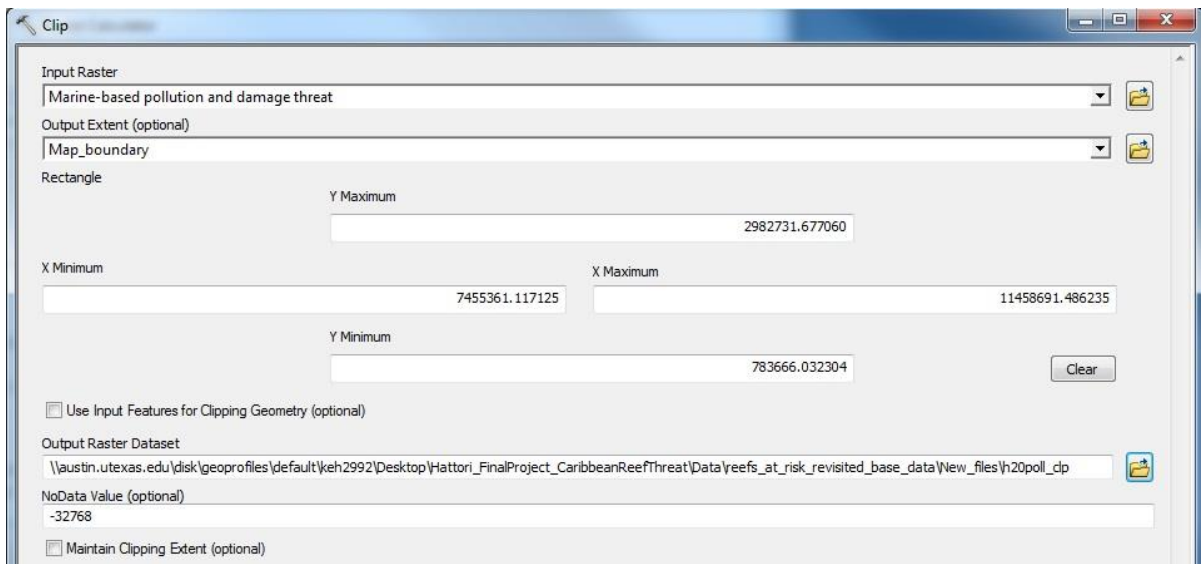 Clip
Input Raster
Marine-based pollution and damage threat
Output Extent (optional)
Map_boundary
Rectangle
Y Maximum
2982731.677060
X Minimum
X Maximum
7455361.117125
11458691.486235
Y Minimum
783666.032304
Clear
Use Input Features for Clipping Geometry (optional)
Output Raster Dataset
\\austin.utexas.edu\disk\geoprofiles\default\keh2992\Desktop\Hattori_FinalProject_CaribbeanReefThreat\Data\reefs_at_risk_revisited_base_data\New_files\h20poll_clp
NoData Value (optional)
-32768
Maintain Clipping Extent (optional)